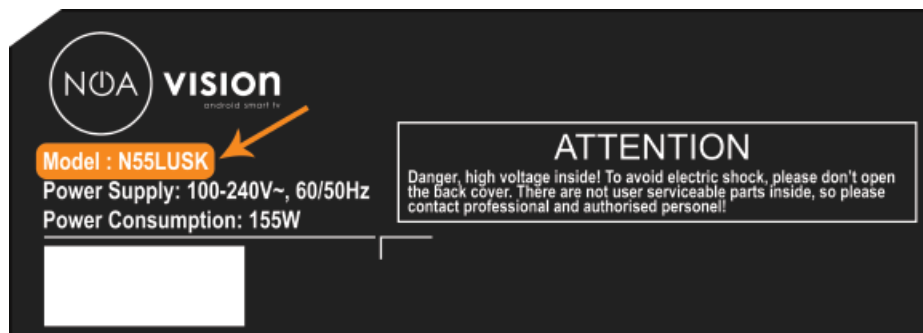 NOA VISION
android smart tv
Model : N55LUSK
Power Supply: 100-240V~, 60/50Hz
Power Consumption: 155W
ATTENTION
Danger, high voltage inside! To avoid electric shock, please don't open
the back cover. There are not user serviceable parts inside, so please
contact professional and authorised personel!